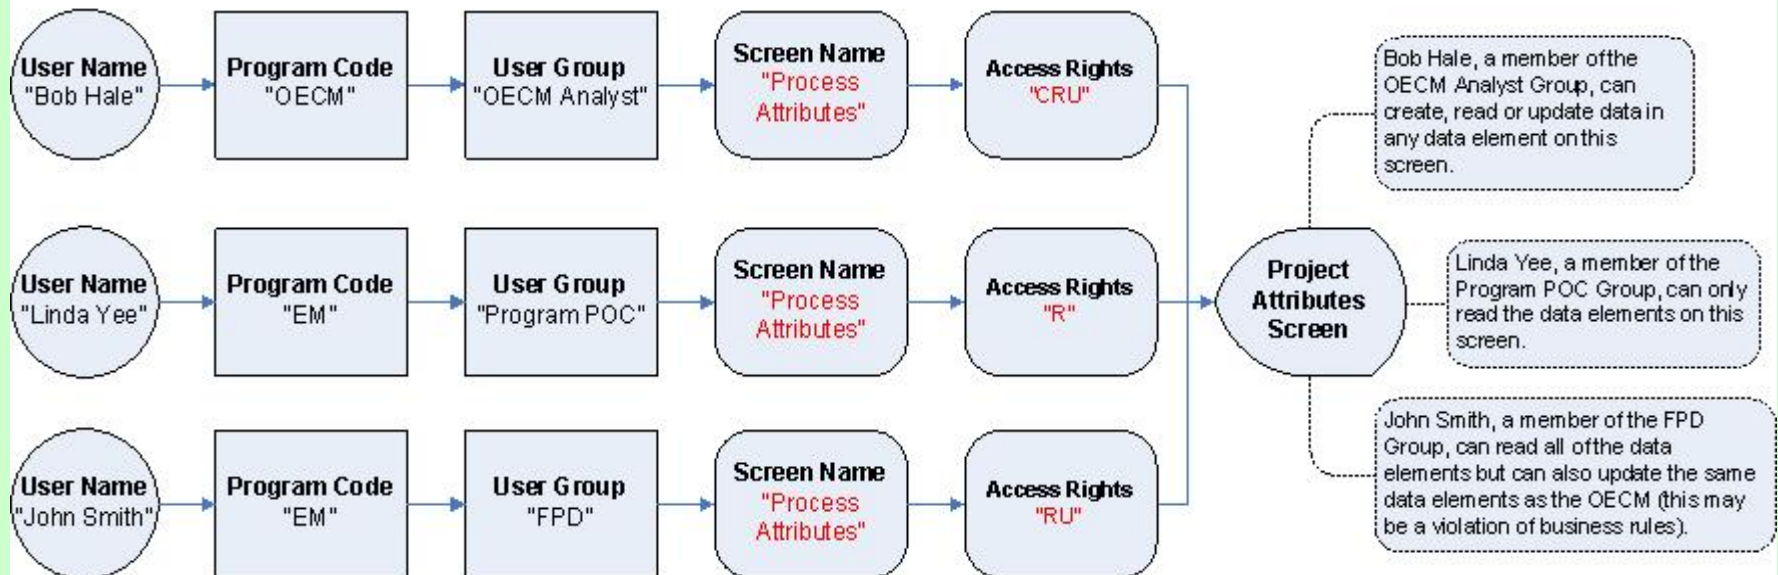 User Name
"Bob Hale"
Program Code
"OECM"
User Group
"OECM Analyst"
Screen Name
"Process
Attributes"
Access Rights
"CRU"
Bob Hale, a member of the
OECM Analyst Group, can
create, read or update data in
any data element on this
screen.
User Name
"Linda Yee"
Program Code
"EM"
User Group
"Program POC"
Screen Name
"Process
Attributes"
Access Rights
"R"
Project
Attributes
Screen
Linda Yee, a member of the
Program POC Group, can only
read the data elements on this
screen.
User Name
"John Smith"
Program Code
"EM"
User Group
"FPD"
Screen Name
"Process
Attributes"
Access Rights
"RU"
John Smith, a member of the FPD
Group, can read all of the data
elements but can also update the same
data elements as the OECM (this may
be a violation of business rules).